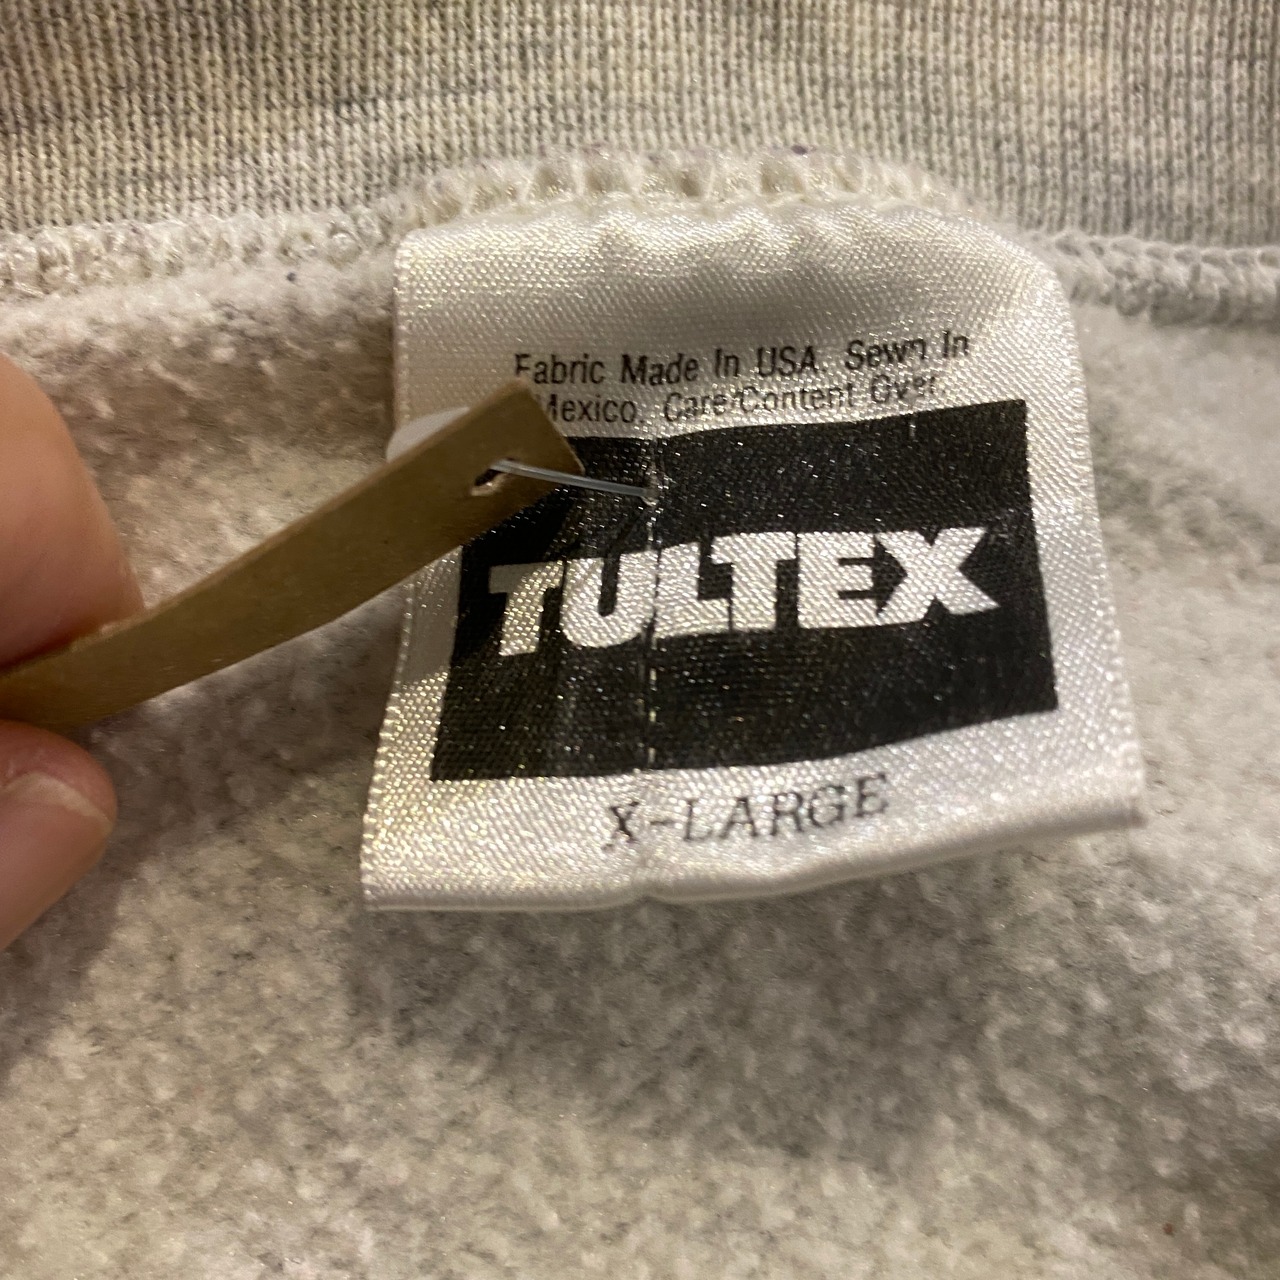 Fabric Made In USA. Sewn In
Mexico. Care/Content Over.
TULTEX
X-LARGE